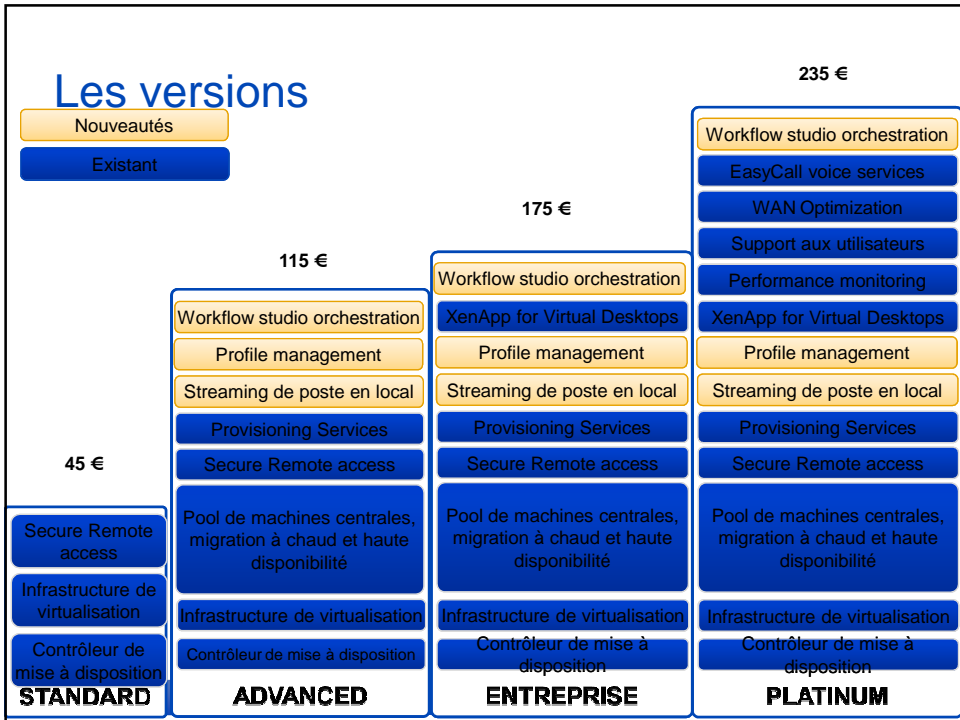 Les versions
Nouveautés
Existant
45 €
Secure Remote
access
Infrastructure de
virtualisation
Contrôleur de
mise à disposition
STANDARD
115 €
Workflow studio orchestration
Profile management
Streaming de poste en local
Provisioning Services
Secure Remote access
Pool de machines centrales,
migration à chaud et haute
disponibilité
Infrastructure de virtualisation
Contrôleur de mise à disposition
ADVANCED
175 €
Workflow studio orchestration
XenApp for Virtual Desktops
Profile management
Streaming de poste en local
Provisioning Services
Secure Remote access
Pool de machines centrales,
migration à chaud et haute
disponibilité
Infrastructure de virtualisation
Contrôleur de mise à
disposition
ENTREPRISE
235 €
Workflow studio orchestration
EasyCall voice services
WAN Optimization
Support aux utilisateurs
Performance monitoring
XenApp for Virtual Desktops
Profile management
Streaming de poste en local
Provisioning Services
Secure Remote access
Pool de machines centrales,
migration à chaud et haute
disponibilité
Infrastructure de virtualisation
Contrôleur de mise à
disposition
PLATINUM